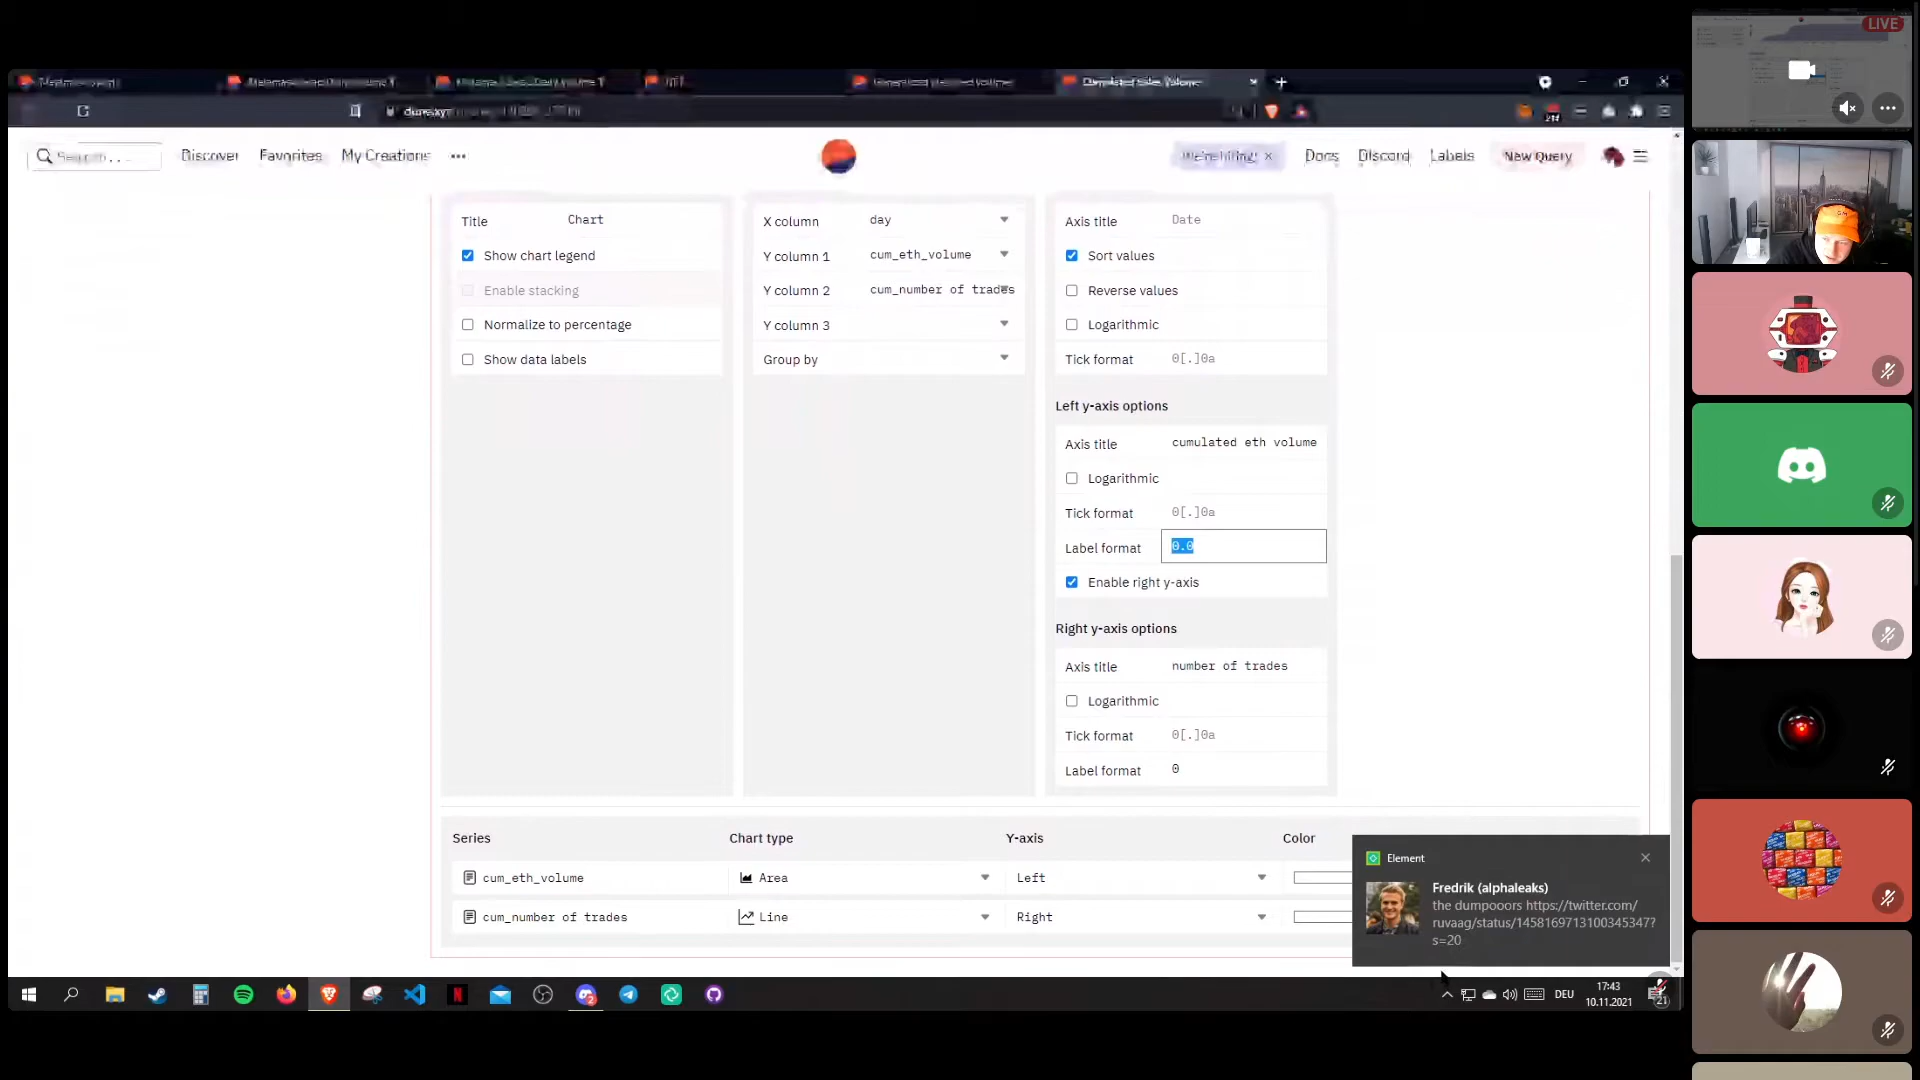 LIVE
Discover
Favorites
My Creations
We're hiring! ×
Docs
Discord
Labels
New Query
Title Chart
Show chart legend
Enable stacking
Normalize to percentage
Show data labels
X column day
Y column 1 cum_eth_volume
Y column 2 cum_number of trades
Y column 3
Group by
Axis title Date
Sort values
Reverse values
Logarithmic
Tick format 0[.]0a
Left y-axis options
Axis title cumulated eth volume
Logarithmic
Tick format 0[.]0a
Label format 0.0
Enable right y-axis
Right y-axis options
Axis title number of trades
Logarithmic
Tick format 0[.]0a
Label format 0
Series Chart type Y-axis Color
cum_eth_volume Area Left
cum_number of trades Line Right
Element
Fredrik (alphaleaks)
the dumpooors https://twitter.com/
ruvaag/status/1458169713100345347?
s=20
DEU
17:43
10.11.2021
21